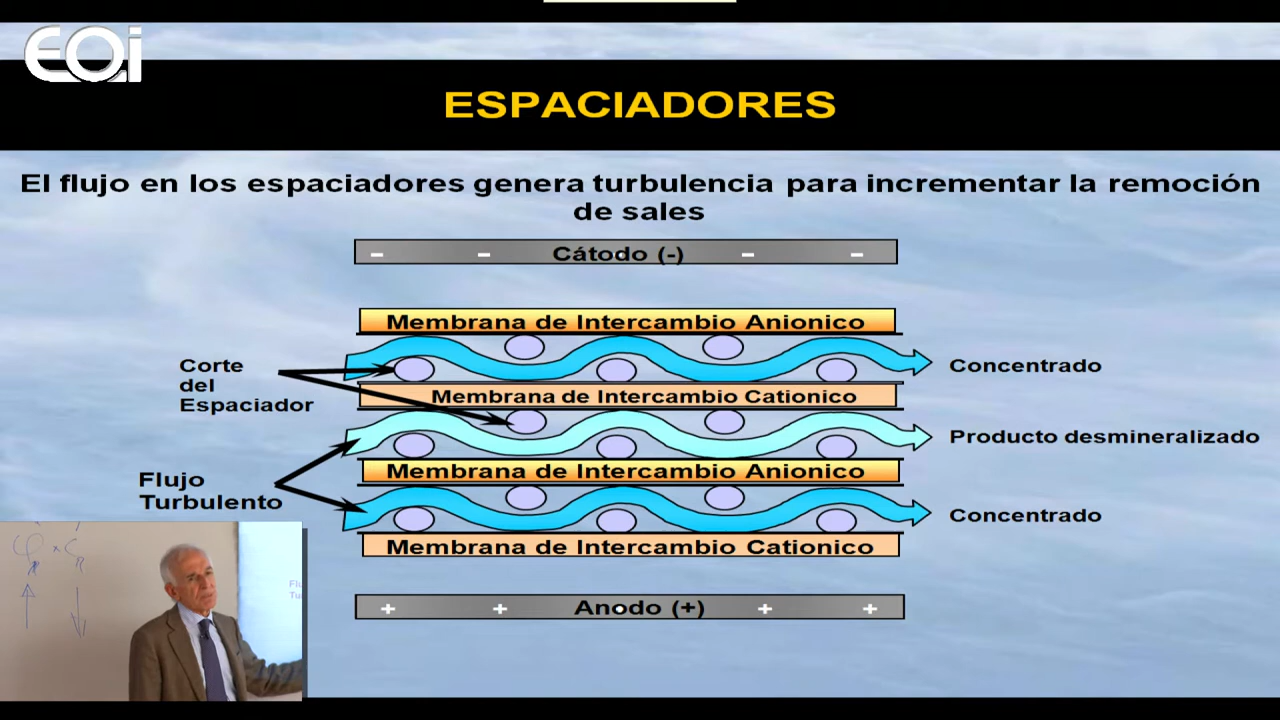 EOi
ESPACIADORES
El flujo en los espaciadores genera turbulencia para incrementar la remoción
de sales
Cátodo (-)
Membrana de Intercambio Anionico
Corte
del
Espaciador
Concentrado
Membrana de Intercambio Cationico
Producto desmineralizado
Membrana de Intercambio Anionico
Flujo
Turbulento
Concentrado
Membrana de Intercambio Cationico
Anodo (+)